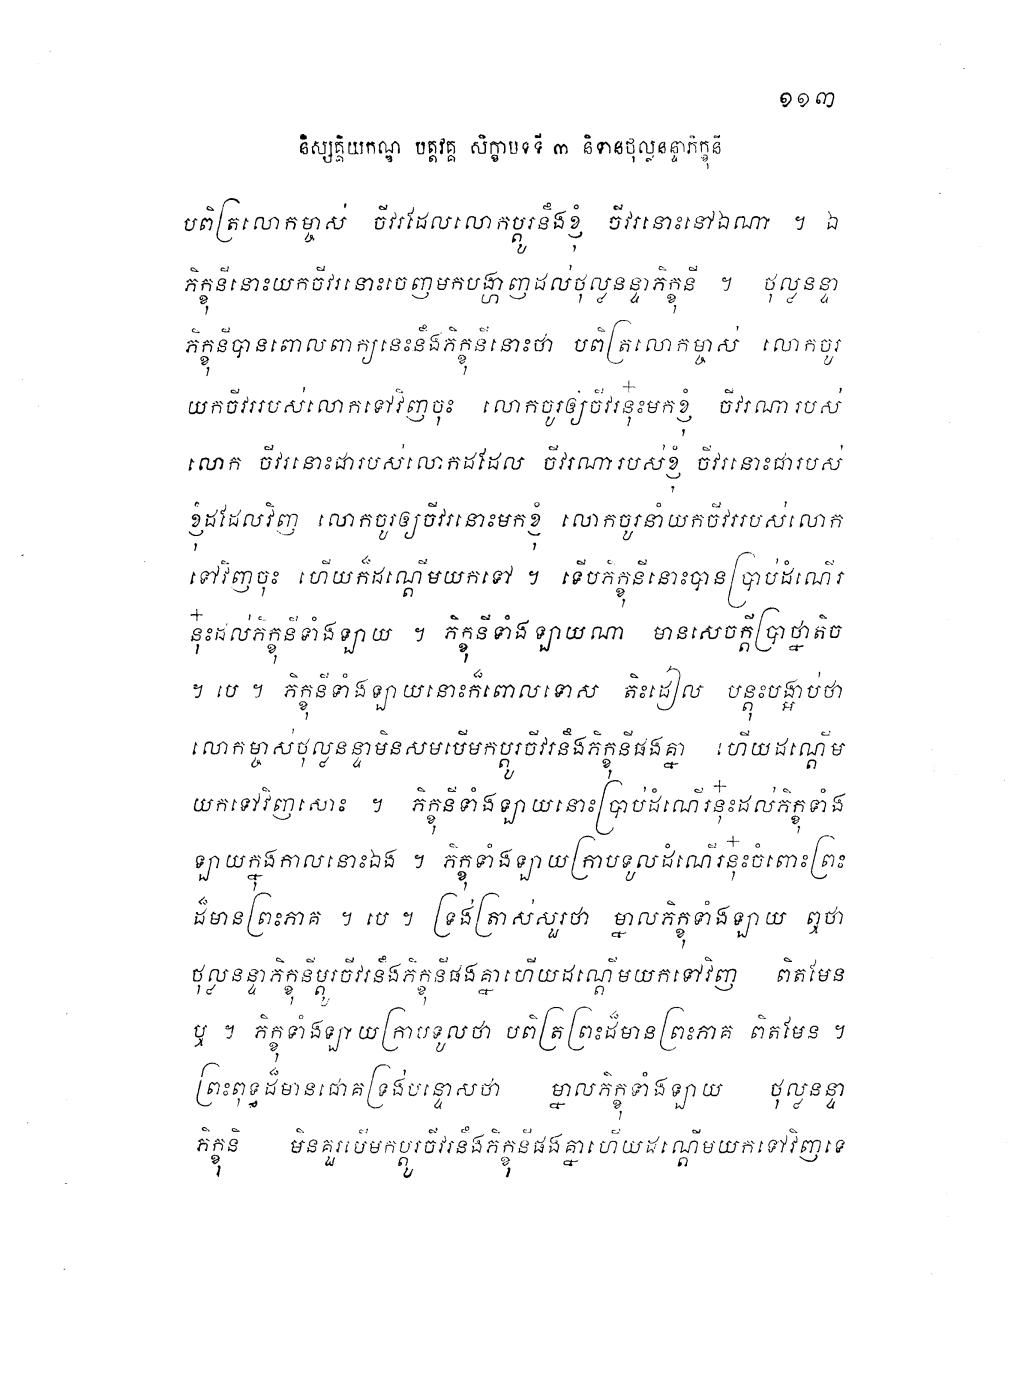 ១១៣
និស្សគ្គិយកណ្ឌ បត្តវគ្គ សិក្ខាបទទី ៣ និទានថុល្លនន្ទាភិក្ខុនី
បពិត្រលោកម្ចាស់ ចីវរដែលលោកប្តូរនឹងខ្ញុំ ចីវរនោះនៅឯណា ។ ឯ
ភិក្ខុនីនោះយកចីវរនោះចេញមកបង្ហាញដល់ថុល្លនន្ទាភិក្ខុនី ។ ថុល្លនន្ទា
ភិក្ខុនីបានពោលពាក្យនេះនឹងភិក្ខុនីនោះថា បពិត្រលោកម្ចាស់ លោកចូរ
យកចីវររបស់លោកទៅវិញចុះ លោកចូរឲ្យចីវរនុ៎ះមកខ្ញុំ ចីវរណារបស់
លោក ចីវរនោះជារបស់លោកដដែល ចីវរណារបស់ខ្ញុំ ចីវរនោះជារបស់
ខ្ញុំដដែលវិញ លោកចូរឲ្យចីវរនោះមកខ្ញុំ លោកចូរនាំយកចីវររបស់លោក
ទៅវិញចុះ ហើយក៏ដណ្តើមយកទៅ ។ ទើបភិក្ខុនីនោះបានប្រាប់ដំណើរ
នុ៎ះដល់ភិក្ខុនីទាំងឡាយ ។ ភិក្ខុនីទាំងឡាយណា មានសេចក្តីប្រាថ្នាតិច
។ បេ ។ ភិក្ខុនីទាំងឡាយនោះក៏ពោលទោស តិះដៀល បន្តុះបង្អាប់ថា
លោកម្ចាស់ថុល្លនន្ទាមិនសមបើមកប្តូរចីវរនឹងភិក្ខុនីផងគ្នា ហើយដណ្តើម
យកទៅវិញសោះ ។ ភិក្ខុនីទាំងឡាយនោះប្រាប់ដំណើរនុ៎ះដល់ភិក្ខុទាំង
ឡាយក្នុងកាលនោះឯង ។ ភិក្ខុទាំងឡាយក្រាបទូលដំណើរនុ៎ះចំពោះព្រះ
ដ៏មានព្រះភាគ ។ បេ ។ ទ្រង់ត្រាស់សួរថា ម្នាលភិក្ខុទាំងឡាយ ឮថា
ថុល្លនន្ទាភិក្ខុនីប្តូរចីវរនឹងភិក្ខុនីផងគ្នាហើយដណ្តើមយកទៅវិញ ពិតមែន
ឬ ។ ភិក្ខុទាំងឡាយក្រាបទូលថា បពិត្រព្រះដ៏មានព្រះភាគ ពិតមែន ។
ព្រះពុទ្ធដ៏មានជោគទ្រង់បន្ទោសថា ម្នាលភិក្ខុទាំងឡាយ ថុល្លនន្ទា
ភិក្ខុនី មិនគួរបើមកប្តូរចីវរនឹងភិក្ខុនីផងគ្នាហើយដណ្តើមយកទៅវិញទេ